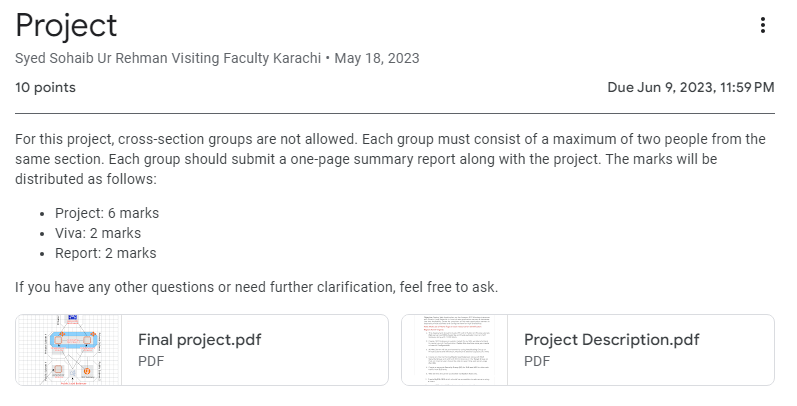 Project
Syed Sohaib Ur Rehman Visiting Faculty Karachi • May 18, 2023
10 points
Due Jun 9, 2023, 11:59 PM
For this project, cross-section groups are not allowed. Each group must consist of a maximum of two people from the
same section. Each group should submit a one-page summary report along with the project. The marks will be
distributed as follows:
• Project: 6 marks
• Viva: 2 marks
• Report: 2 marks
If you have any other questions or need further clarification, feel free to ask.
Final project.pdf
PDF
Project Description.pdf
PDF